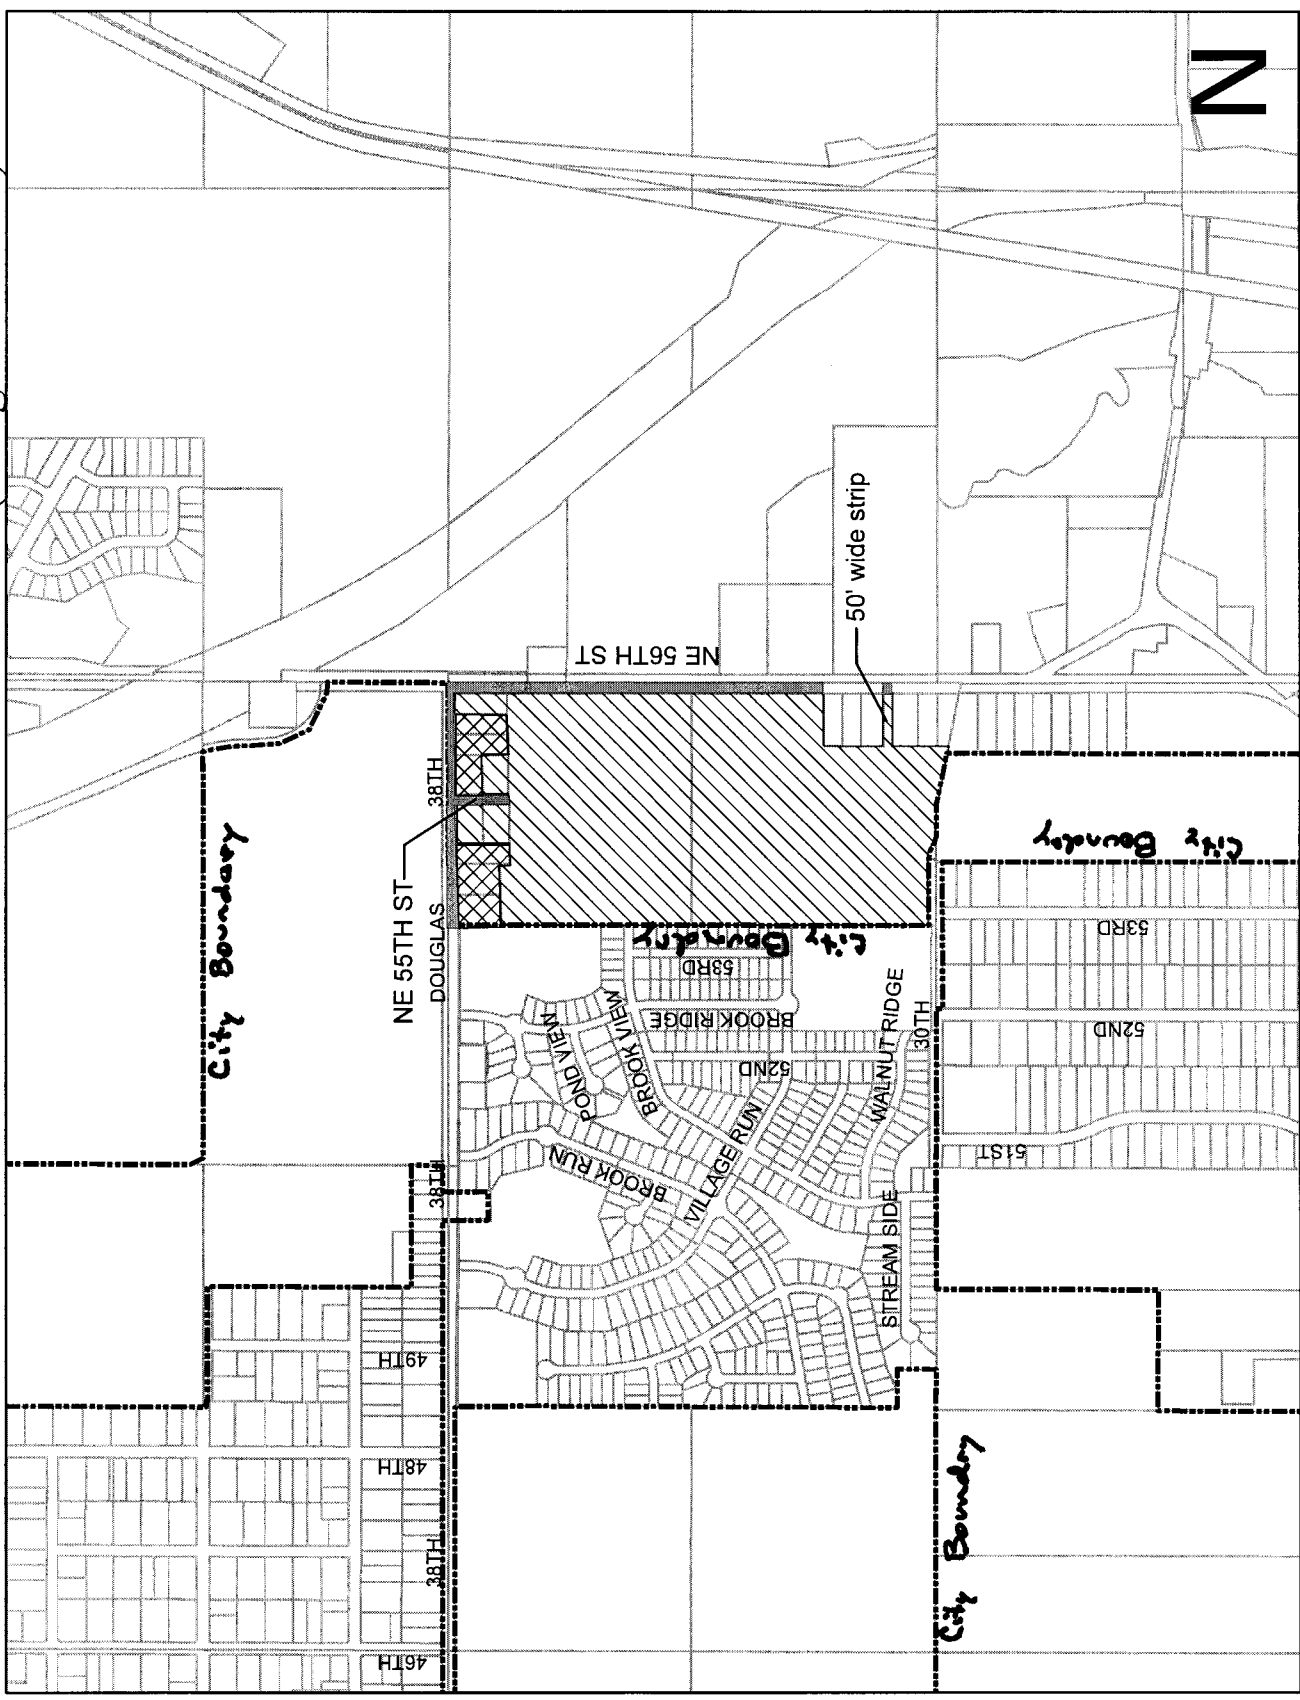 N
50' wide strip
NE 56TH ST
38TH
NE 55TH ST
DOUGLAS
City Boundary
City Boundary
City Boundary
53RD
53RD
BROOK RIDGE
BROOK VIEW
POND VIEW
52ND
52ND
WALNUT RIDGE
30TH
VILLAGE RUN
BROOK RUN
51ST
38TH
STREAM SIDE
49TH
48TH
38TH
46TH
City Boundary